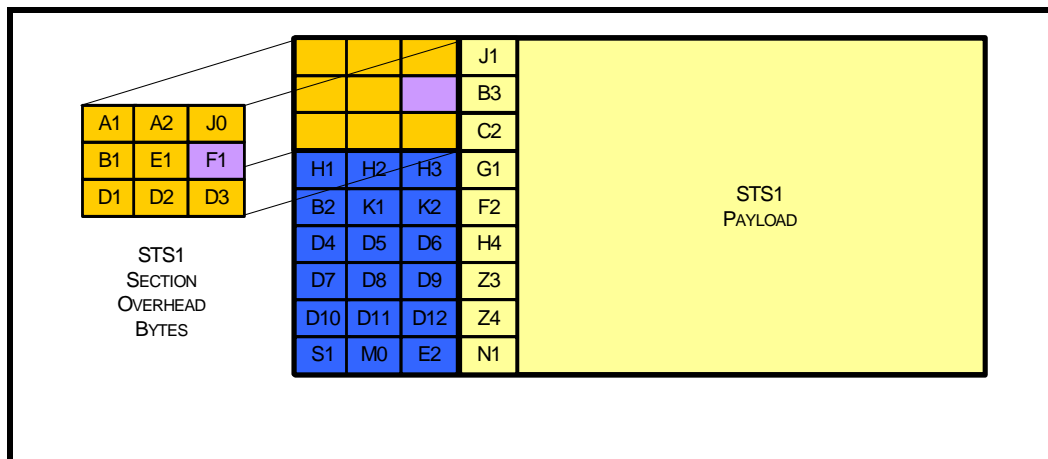 J1
B3
A1 A2 J0 C2
B1 E1 F1 H1 H2 H3 G1
D1 D2 D3 B2 K1 K2 F2
D4 D5 D6 H4
D7 D8 D9 Z3
D10 D11 D12 Z4
S1 M0 E2 N1
STS1
SECTION
OVERHEAD
BYTES
STS1
PAYLOAD